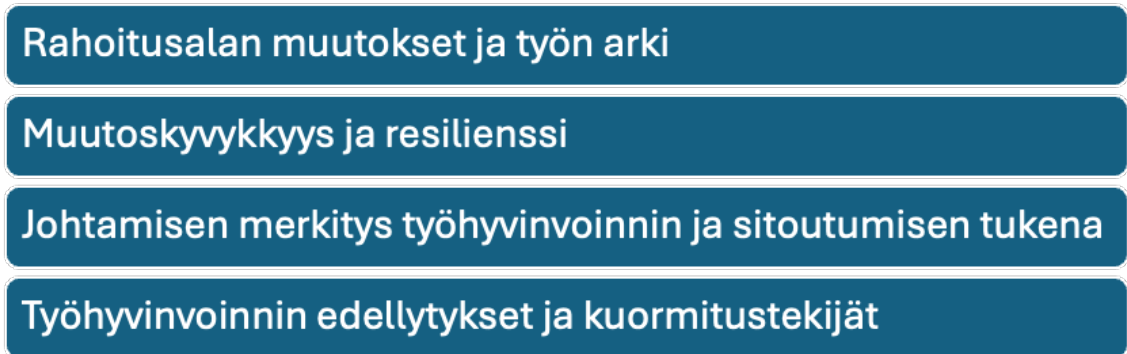 Rahoitusalan muutokset ja työn arki
Muutoskyvykkyys ja resilienssi
Johtamisen merkitys työhyvinvoinnin ja sitoutumisen tukena
Työhyvinvoinnin edellytykset ja kuormitustekijät